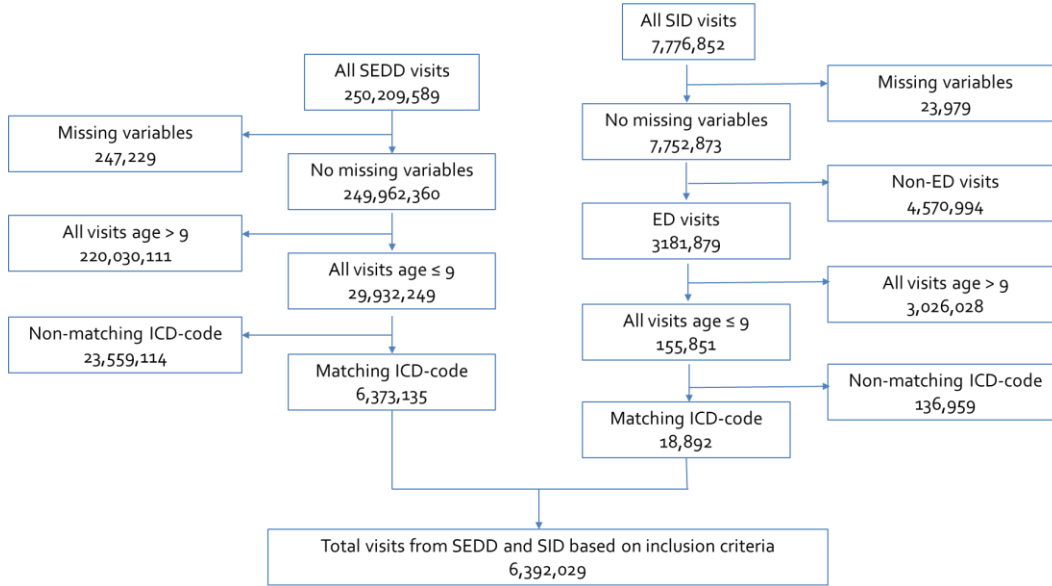 All SEDD visits
250,209,589
Missing variables
247,229
No missing variables
249,962,360
All visits age > 9
220,030,111
All visits age ≤ 9
29,932,249
Non-matching ICD-code
23,559,114
Matching ICD-code
6,373,135
All SID visits
7,776,852
Missing variables
23,979
No missing variables
7,752,873
Non-ED visits
4,570,994
ED visits
3181,879
All visits age > 9
3,026,028
All visits age ≤ 9
155,851
Non-matching ICD-code
136,959
Matching ICD-code
18,892
Total visits from SEDD and SID based on inclusion criteria
6,392,029